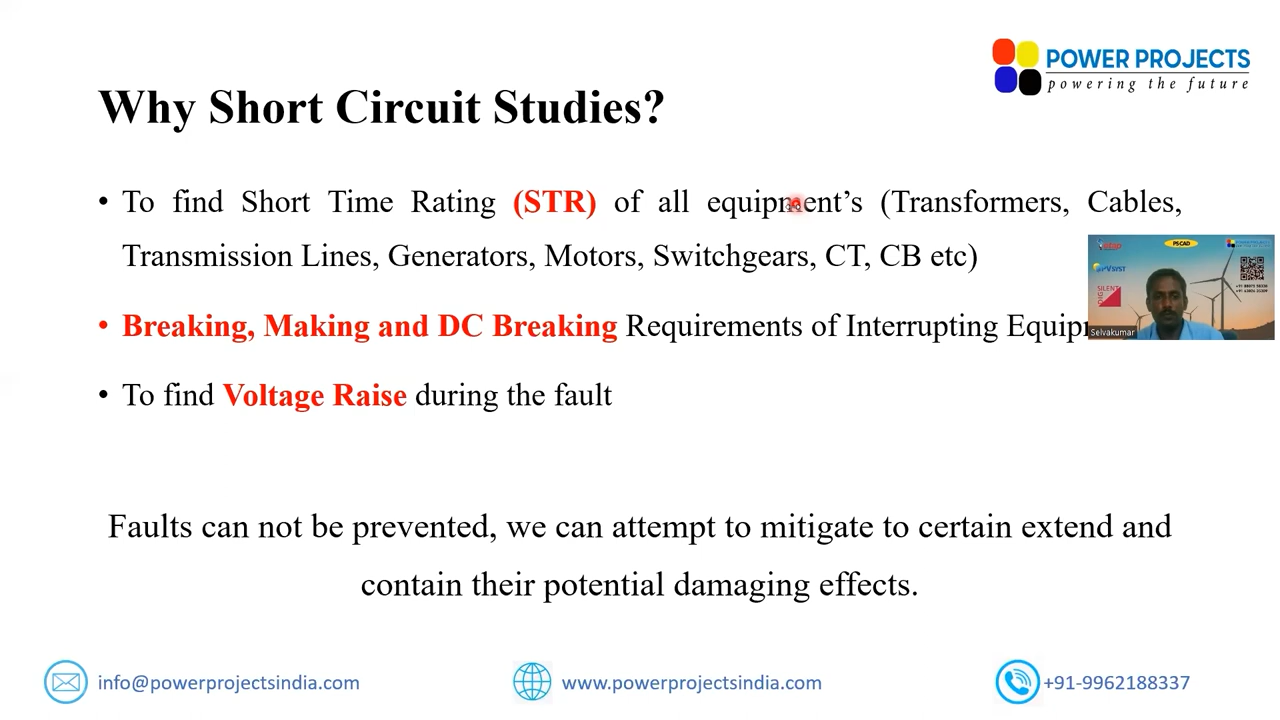 POWER PROJECTS
powering the future
Why Short Circuit Studies?
• To find Short Time Rating (STR) of all equipment's (Transformers, Cables,
Transmission Lines, Generators, Motors, Switchgears, CT, CB etc)
• Breaking, Making and DC Breaking Requirements of Interrupting
• To find Voltage Raise during the fault
PSCAD
SILENT
Selvakumar
Faults can not be prevented, we can attempt to mitigate to certain extend and
contain their potential damaging effects.
info@powerprojectsindia.com
www.powerprojectsindia.com
+91-9962188337